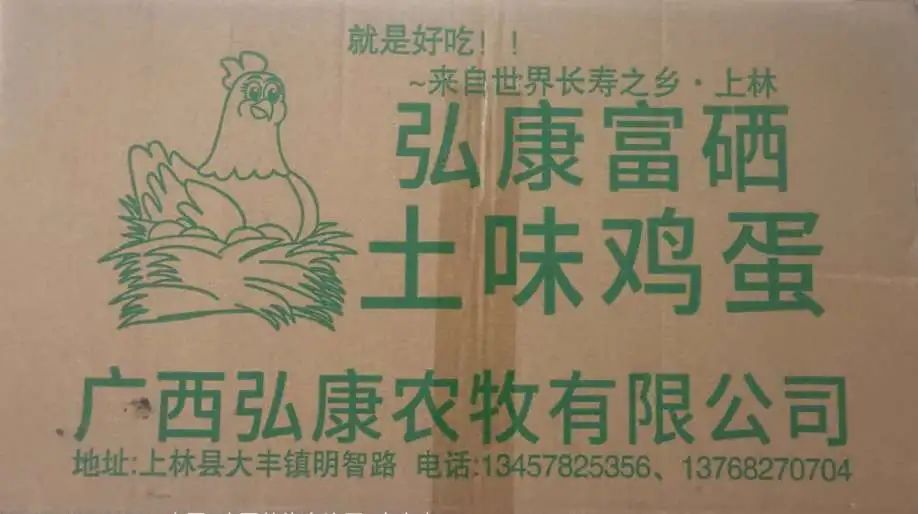 就是好吃！！
~来自世界长寿之乡·上林
弘康富硒
土味鸡蛋
广西弘康农牧有限公司
地址:上林县大丰镇明智路 电话:13457825356、13768270704